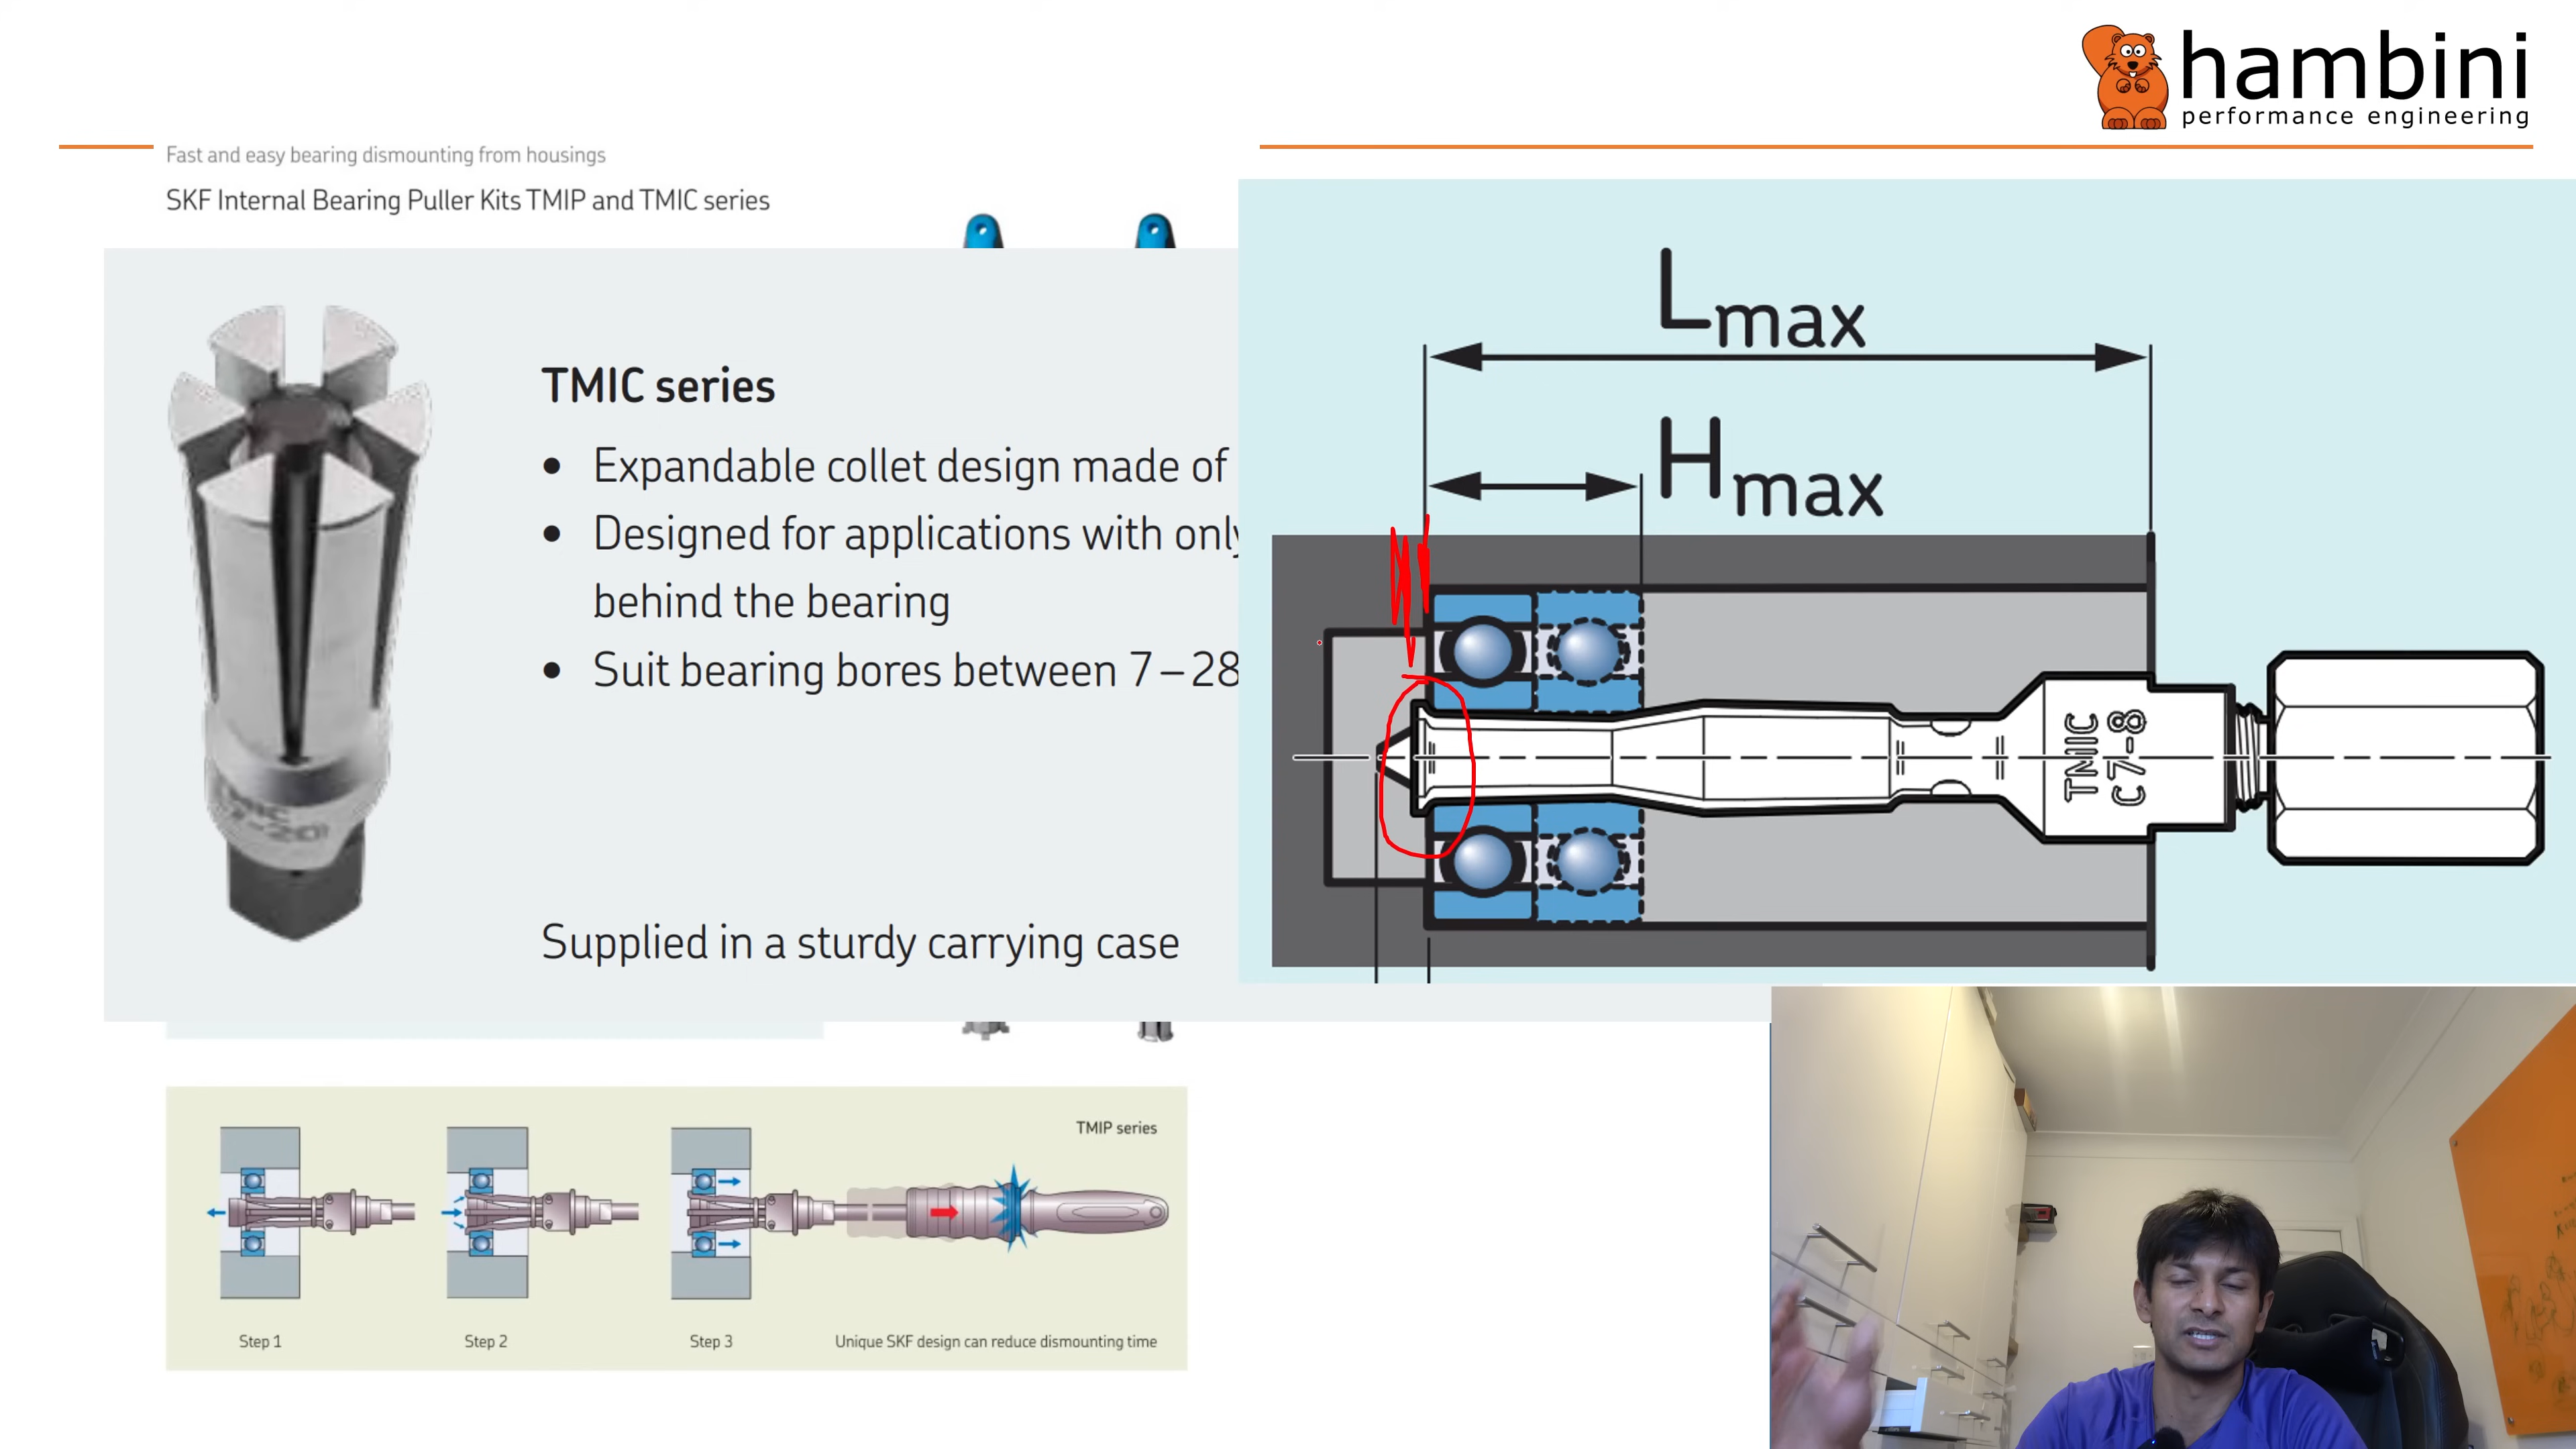 hambini
performance engineering
Fast and easy bearing dismounting from housings
SKF Internal Bearing Puller Kits TMIP and TMIC series
TMIC series
• Expandable collet design made of
• Designed for applications with only
behind the bearing
• Suit bearing bores between 7–28
Supplied in a sturdy carrying case
Lmax
Hmax
TMIC
C7-8
TMIP series
Step 1
Step 2
Step 3
Unique SKF design can reduce dismounting time